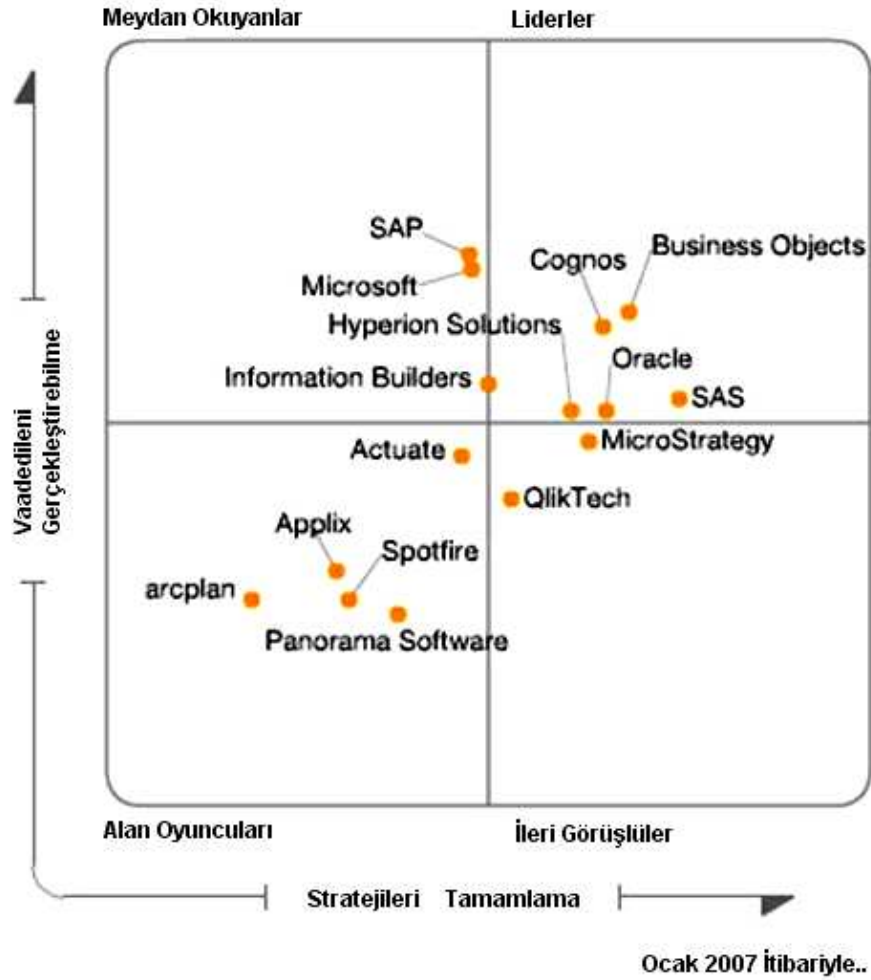 Meydan Okuyanlar
Liderler
SAP
Microsoft
Cognos
Business Objects
Hyperion Solutions
Oracle
Information Builders
SAS
Actuate
MicroStrategy
QlikTech
Applix
Spotfire
arcplan
Panorama Software
Vaadedileni
Gerçekleştirebilme
Alan Oyuncuları
İleri Görüşlüler
Stratejileri Tamamlama
Ocak 2007 İtibariyle..